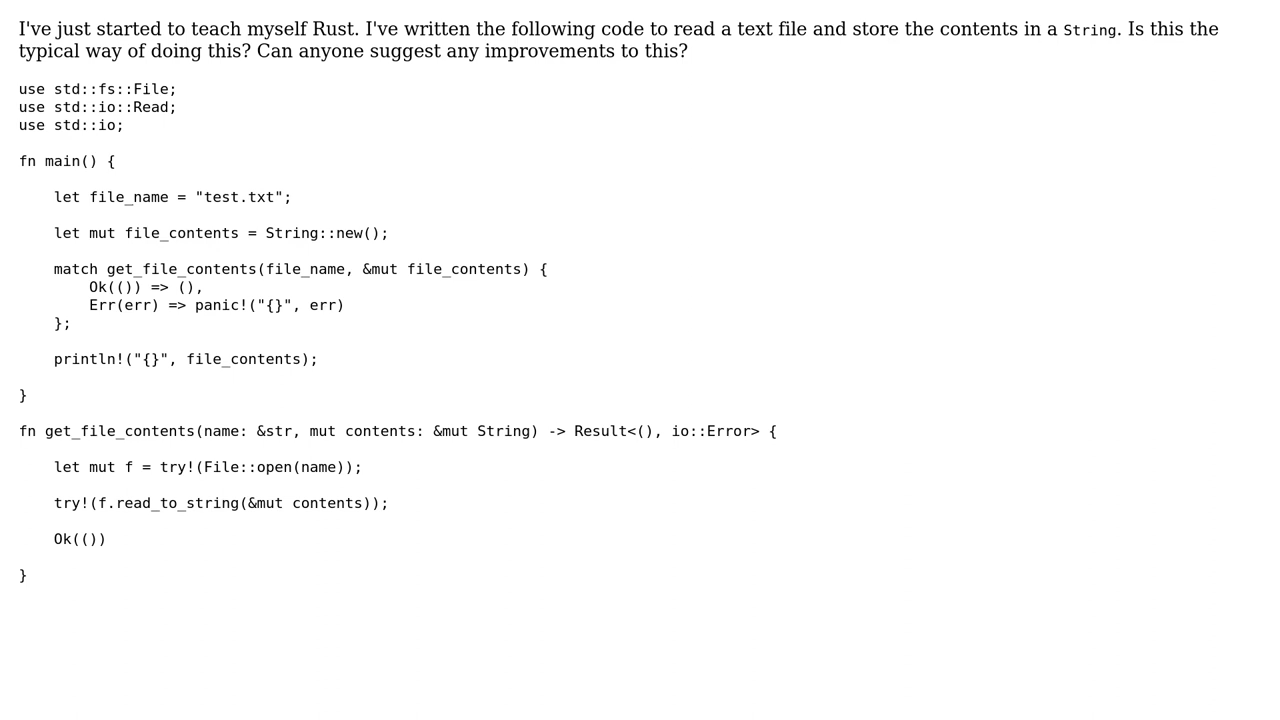 I've just started to teach myself Rust. I've written the following code to read a text file and store the contents in a String. Is this the
typical way of doing this? Can anyone suggest any improvements to this?
use std::fs::File;
use std::io::Read;
use std::io;
fn main() {
    let file_name = "test.txt";
    let mut file_contents = String::new();
    match get_file_contents(file_name, &mut file_contents) {
        Ok(()) => (),
        Err(err) => panic!("{}", err)
    };
    println!("{}", file_contents);
}
fn get_file_contents(name: &str, mut contents: &mut String) -> Result<(), io::Error> {
    let mut f = try!(File::open(name));
    try!(f.read_to_string(&mut contents));
    Ok(())
}